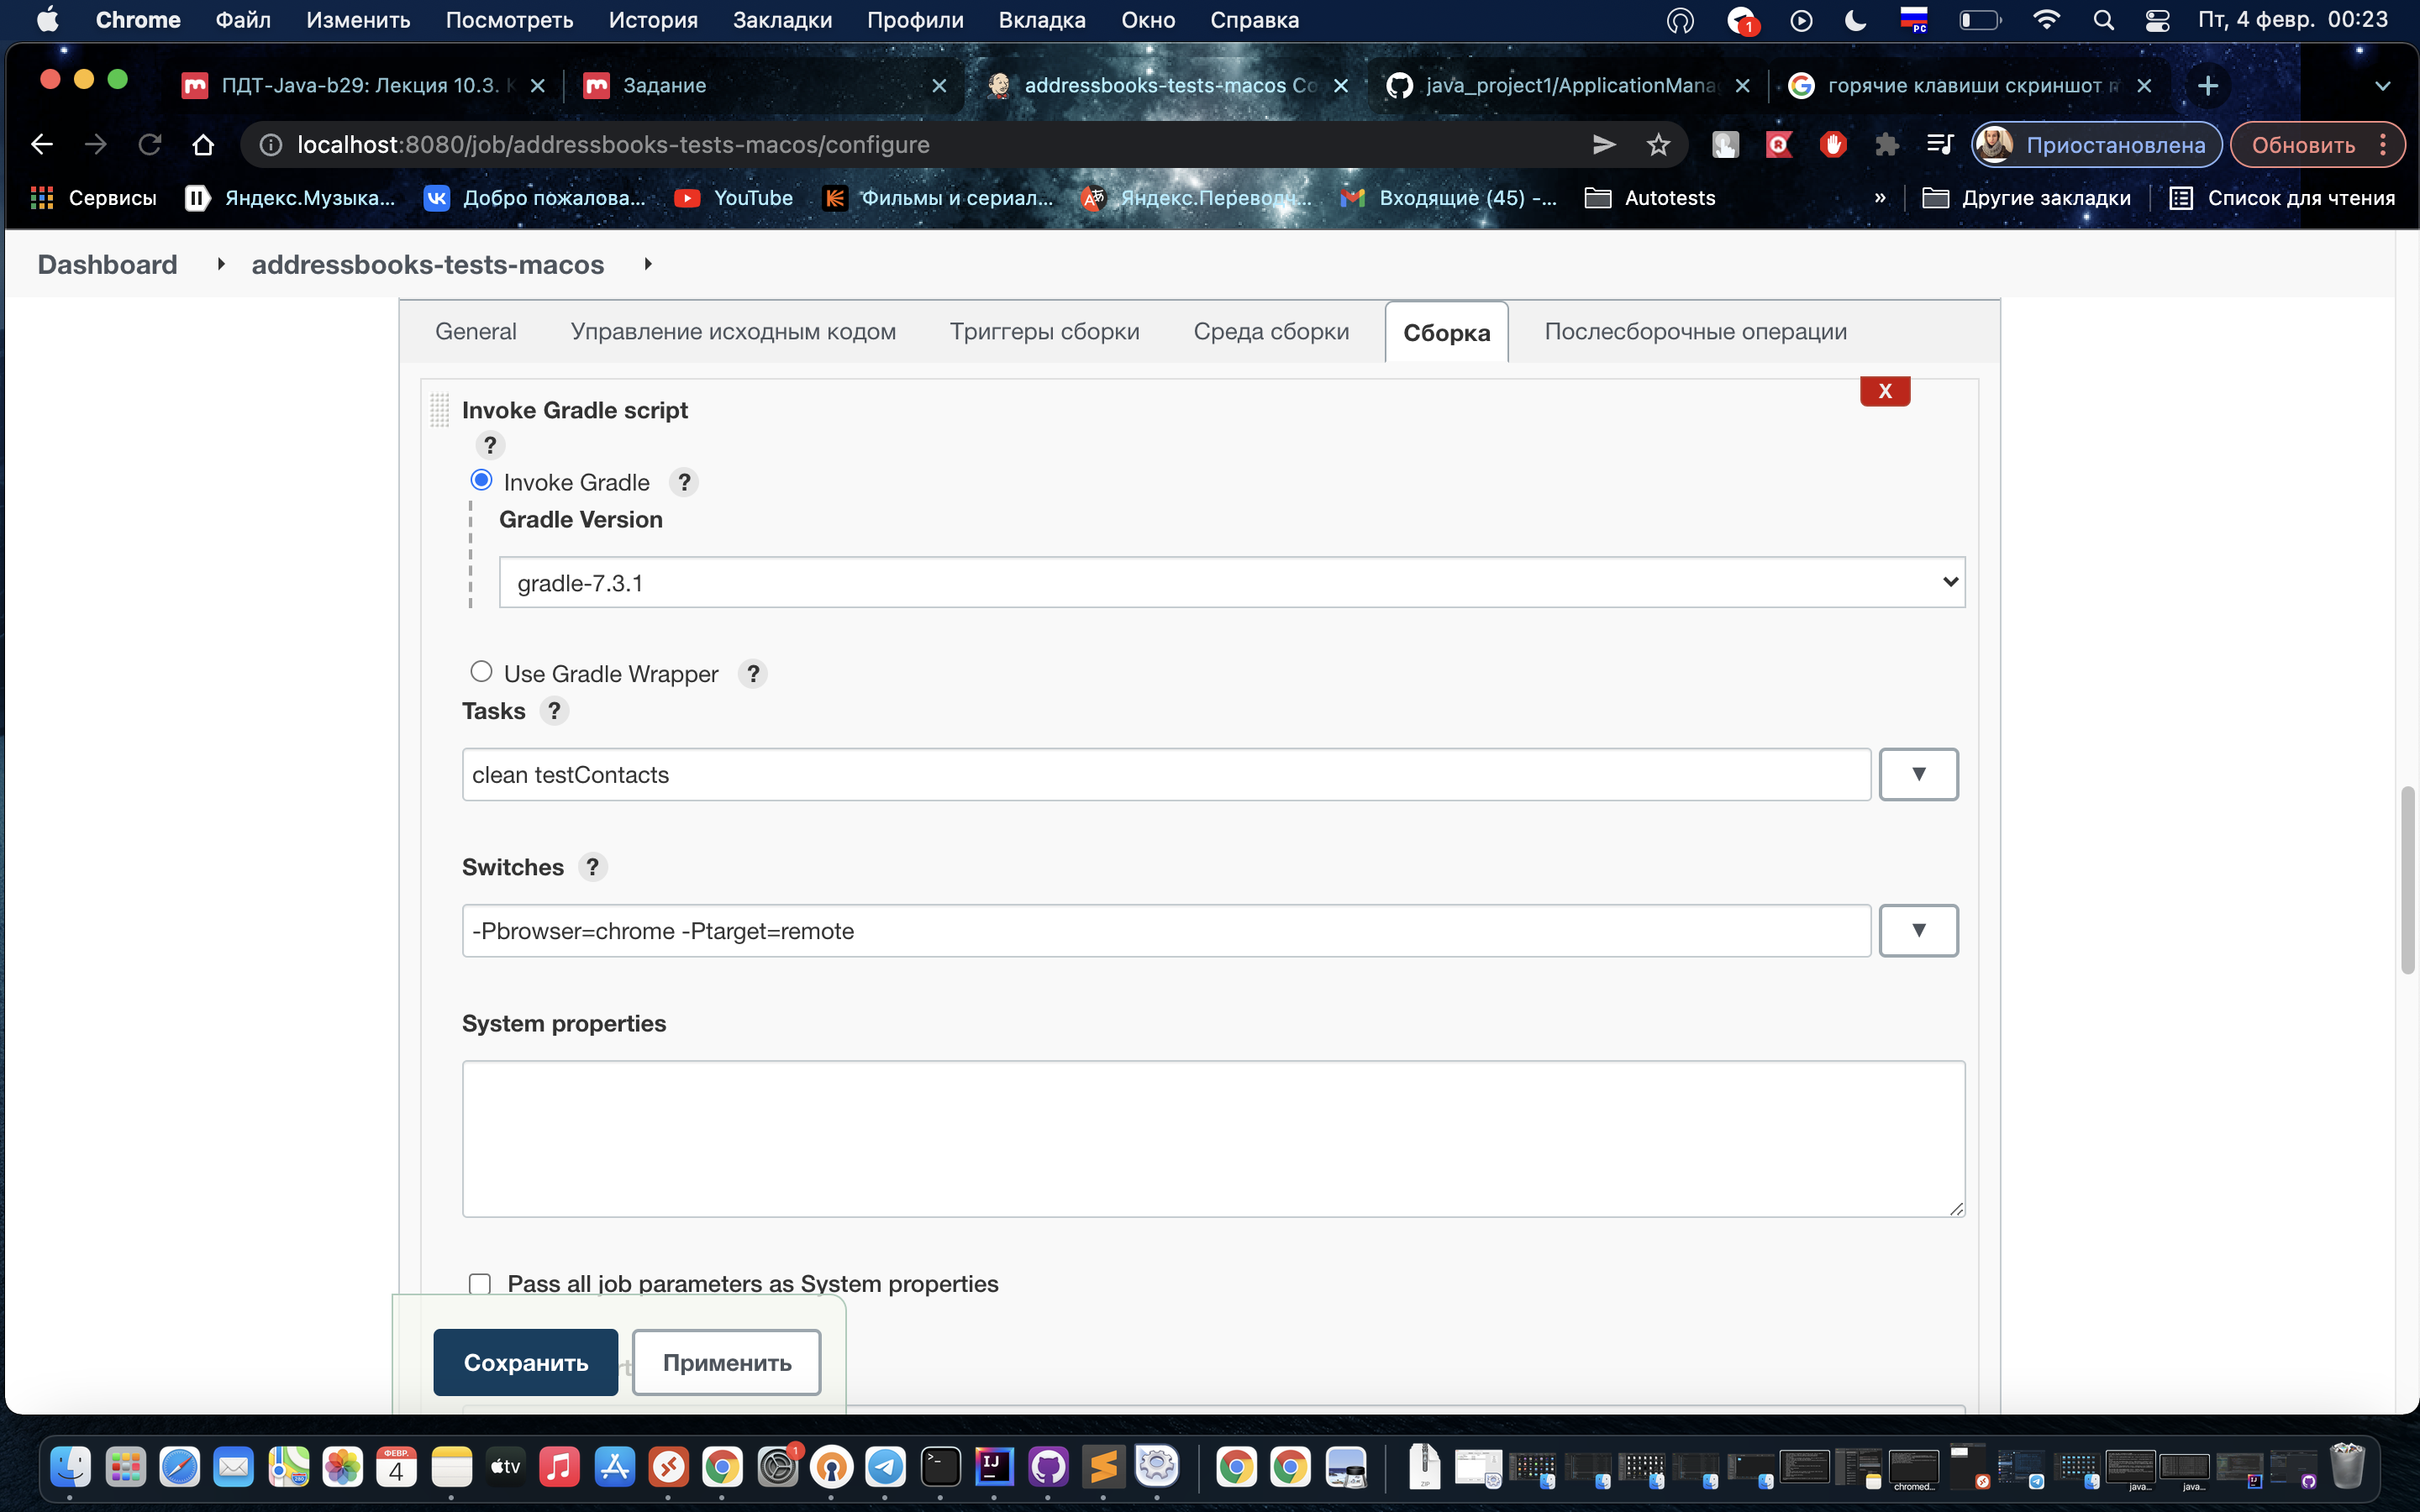 Chrome Файл Изменить Посмотреть История Закладки Профили Вкладка Окно Справка 1 РС Пт, 4 февр. 00:23
ПДТ-Java-b29: Лекция 10.3. К Задание addressbooks-tests-macos Co java_project1/ApplicationMana горячие клавиши скриншот m
localhost:8080/job/addressbooks-tests-macos/configure Приостановлена Обновить
Сервисы Яндекс.Музыка... Добро пожалова... YouTube Фильмы и сериал... Яндекс.Переводч... Входящие (45) -... Autotests » Другие закладки Список для чтения
Dashboard addressbooks-tests-macos
General Управление исходным кодом Триггеры сборки Среда сборки Сборка Послесборочные операции
X
Invoke Gradle script
?
Invoke Gradle ?
Gradle Version
gradle-7.3.1
Use Gradle Wrapper ?
Tasks ?
clean testContacts
Switches ?
-Pbrowser=chrome -Ptarget=remote
System properties
Pass all job parameters as System properties
Сохранить Применить
ФЕВР.
4
tv
1
IJ
ZIP
chromed...
java...
java...